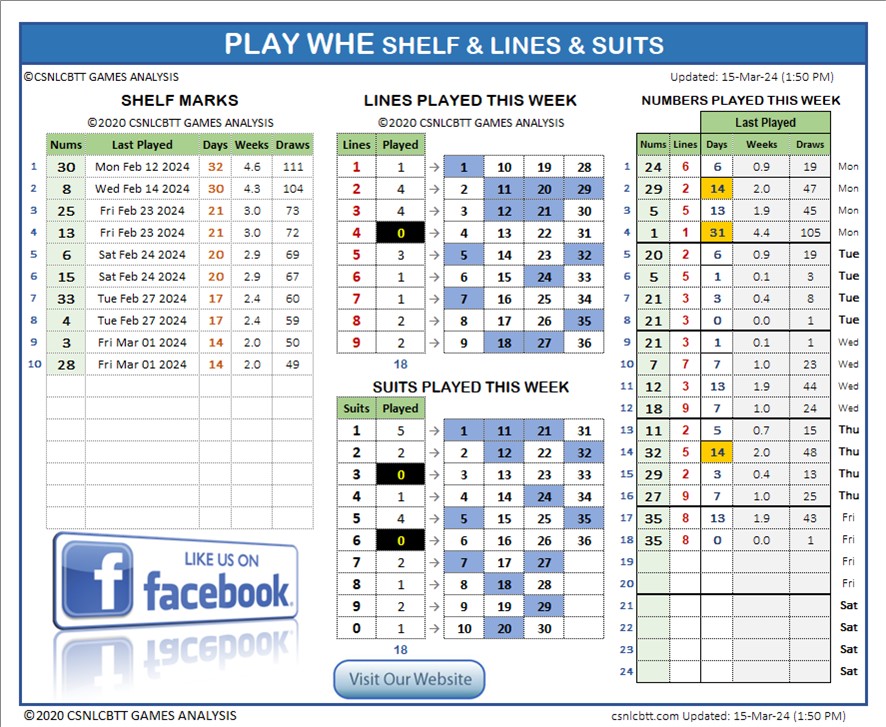 PLAY WHE SHELF & LINES & SUITS
©CSNLCBTT GAMES ANALYSIS
Updated: 15-Mar-24 (1:50 PM)
SHELF MARKS
©2020 CSNLCBTT GAMES ANALYSIS
Nums Last Played Days Weeks Draws
1 30 Mon Feb 12 2024 32 4.6 111
2 8 Wed Feb 14 2024 30 4.3 104
3 25 Fri Feb 23 2024 21 3.0 73
4 13 Fri Feb 23 2024 21 3.0 72
5 6 Sat Feb 24 2024 20 2.9 69
6 15 Sat Feb 24 2024 20 2.9 67
7 33 Tue Feb 27 2024 17 2.4 60
8 4 Tue Feb 27 2024 17 2.4 59
9 3 Fri Mar 01 2024 14 2.0 50
10 28 Fri Mar 01 2024 14 2.0 49
LIKE US ON
facebook.
LINES PLAYED THIS WEEK
©2020 CSNLCBTT GAMES ANALYSIS
Lines Played
1 1 → 1 10 19 28
2 4 → 2 11 20 29
3 4 → 3 12 21 30
4 0 → 4 13 22 31
5 3 → 5 14 23 32
6 1 → 6 15 24 33
7 1 → 7 16 25 34
8 2 → 8 17 26 35
9 2 → 9 18 27 36
18
SUITS PLAYED THIS WEEK
Suits Played
1 5 → 1 11 21 31
2 2 → 2 12 22 32
3 0 → 3 13 23 33
4 1 → 4 14 24 34
5 4 → 5 15 25 35
6 0 → 6 16 26 36
7 2 → 7 17 27
8 1 → 8 18 28
9 2 → 9 19 29
0 1 → 10 20 30
18
Visit Our Website
NUMBERS PLAYED THIS WEEK
Last Played
Nums Lines Days Weeks Draws
1 24 6 6 0.9 19 Mon
2 29 2 14 2.0 47 Mon
3 5 5 13 1.9 45 Mon
4 1 1 31 4.4 105 Mon
5 20 2 6 0.9 19 Tue
6 5 5 1 0.1 3 Tue
7 21 3 3 0.4 8 Tue
8 21 3 0 0.0 1 Tue
9 21 3 1 0.1 1 Wed
10 7 7 7 1.0 23 Wed
11 12 3 13 1.9 44 Wed
12 18 9 7 1.0 24 Wed
13 11 2 5 0.7 15 Thu
14 32 5 14 2.0 48 Thu
15 29 2 3 0.4 13 Thu
16 27 9 7 1.0 25 Thu
17 35 8 13 1.9 43 Fri
18 35 8 0 0.0 1 Fri
19 Fri
20 Fri
21 Sat
22 Sat
23 Sat
24 Sat
©2020 CSNLCBTT GAMES ANALYSIS
csnlcbtt.com Updated: 15-Mar-24 (1:50 PM)